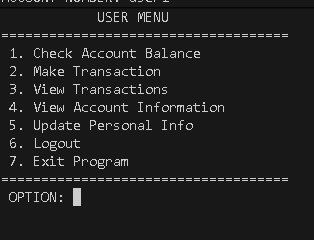 ACCOUNT NUMBER: user1
USER MENU
==================================
1. Check Account Balance
2. Make Transaction
3. View Transactions
4. View Account Information
5. Update Personal Info
6. Logout
7. Exit Program
==================================
OPTION: